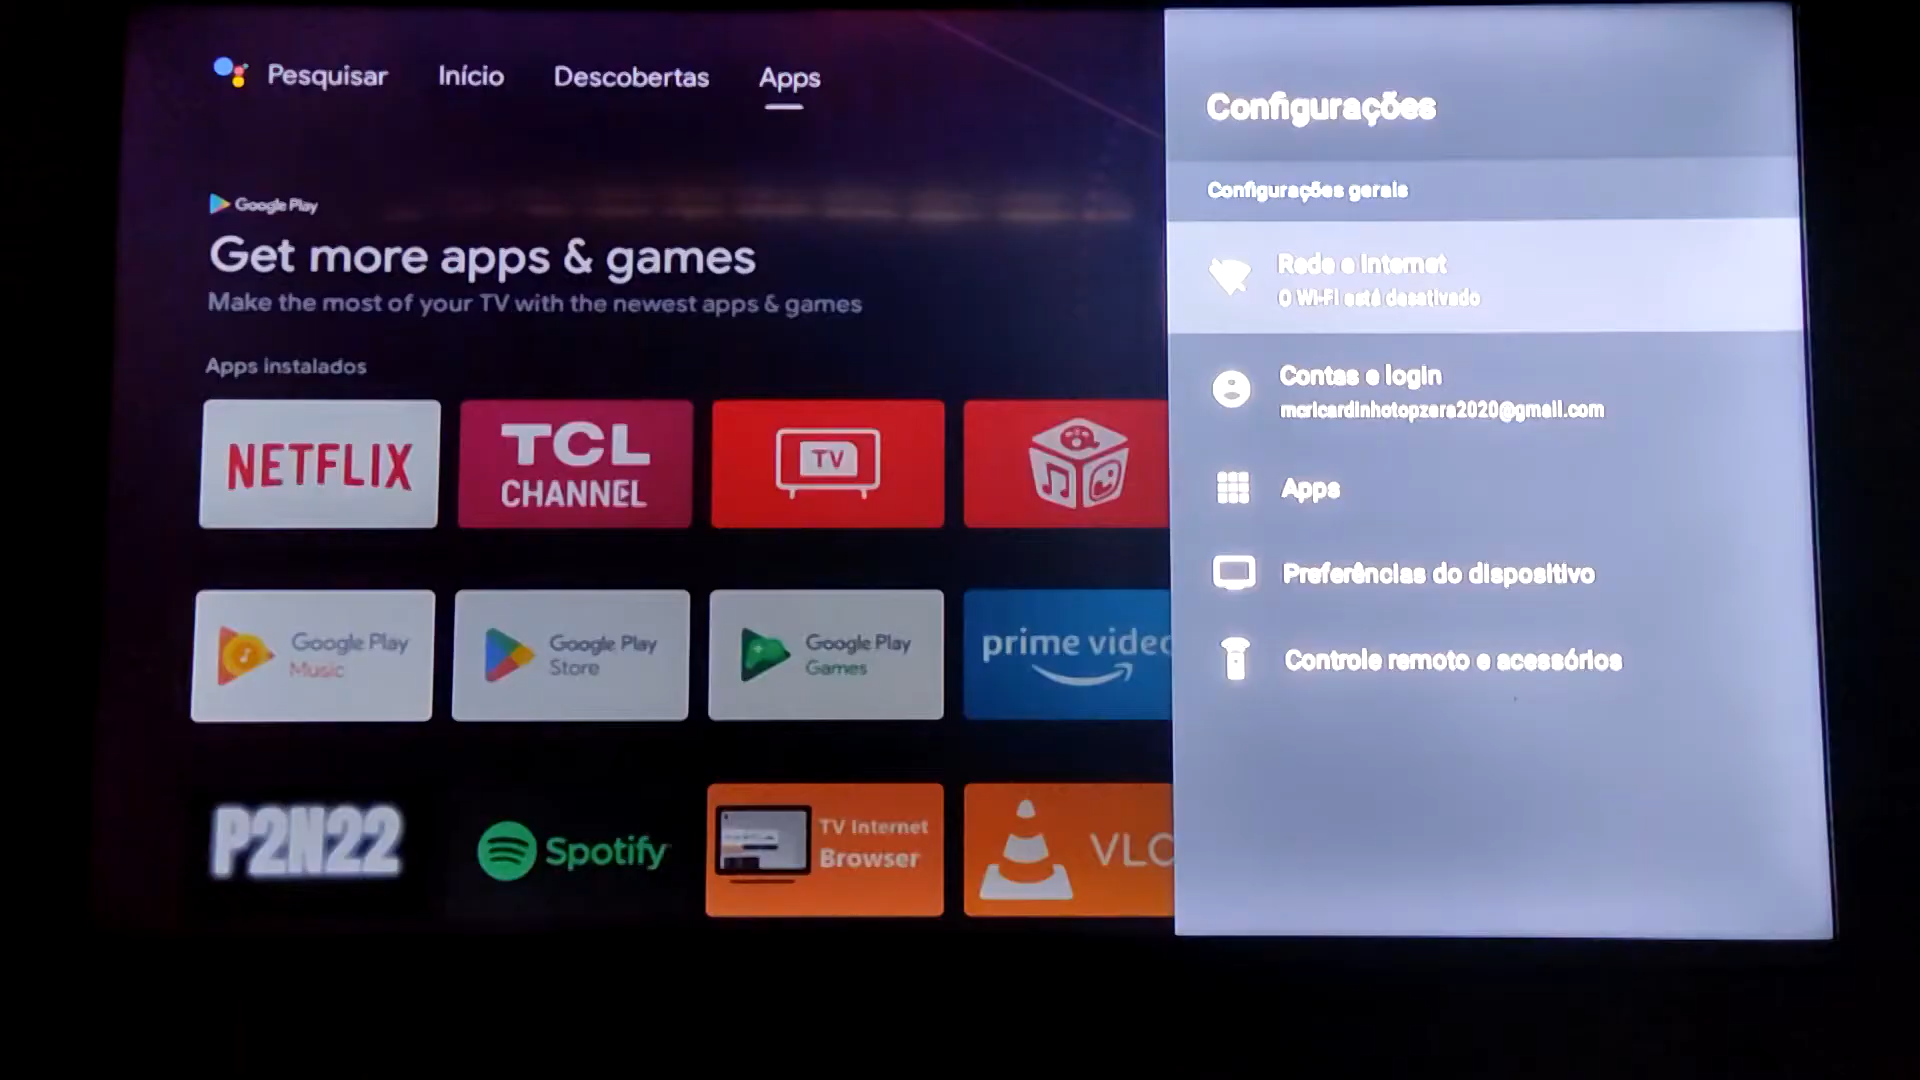 Pesquisar Início Descobertas Apps
Google Play
Get more apps & games
Make the most of your TV with the newest apps & games
Apps instalados
NETFLIX
TCL
CHANNEL
TV
Google Play
Music
Google Play
Store
Google Play
Games
prime video
P2N22
Spotify
TV Internet
Browser
VLC
Configurações
Configurações gerais
Rede e Internet
O Wi-Fi está desativado
Contas e login
mcricardinhotopzera2020@gmail.com
Apps
Preferências do dispositivo
Controle remoto e acessórios